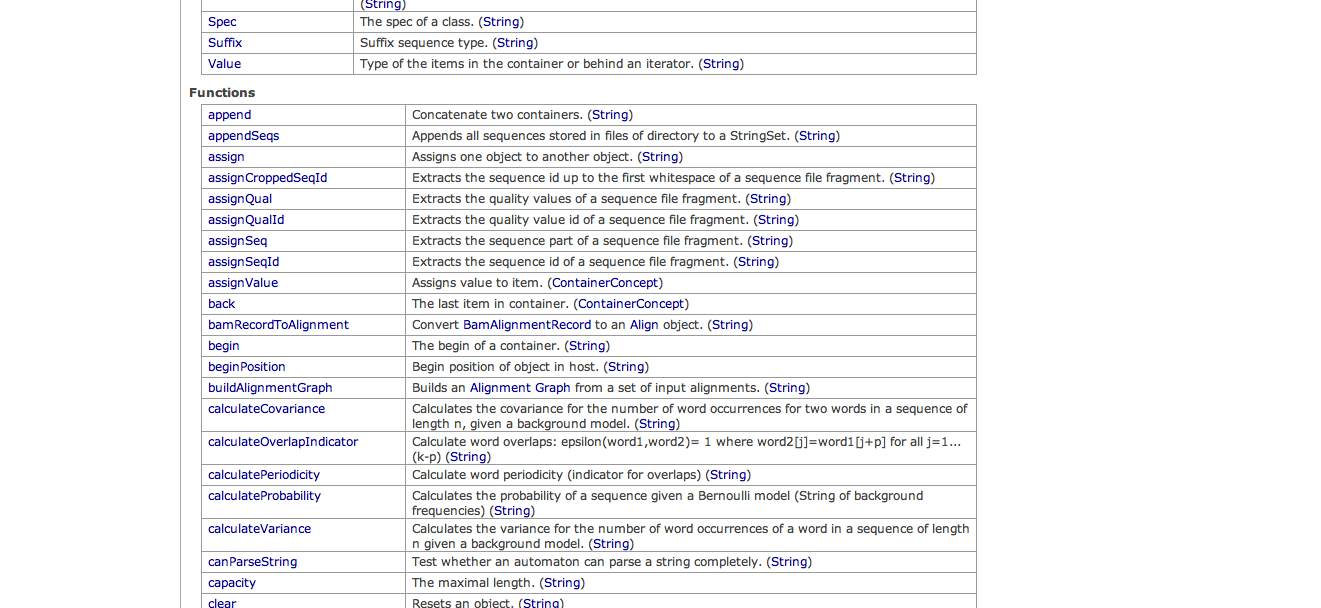 (String)
Spec The spec of a class. (String)
Suffix Suffix sequence type. (String)
Value Type of the items in the container or behind an iterator. (String)
Functions
append Concatenate two containers. (String)
appendSeqs Appends all sequences stored in files of directory to a StringSet. (String)
assign Assigns one object to another object. (String)
assignCroppedSeqId Extracts the sequence id up to the first whitespace of a sequence file fragment. (String)
assignQual Extracts the quality values of a sequence file fragment. (String)
assignQualId Extracts the quality value id of a sequence file fragment. (String)
assignSeq Extracts the sequence part of a sequence file fragment. (String)
assignSeqId Extracts the sequence id of a sequence file fragment. (String)
assignValue Assigns value to item. (ContainerConcept)
back The last item in container. (ContainerConcept)
bamRecordToAlignment Convert BamAlignmentRecord to an Align object. (String)
begin The begin of a container. (String)
beginPosition Begin position of object in host. (String)
buildAlignmentGraph Builds an Alignment Graph from a set of input alignments. (String)
calculateCovariance Calculates the covariance for the number of word occurrences for two words in a sequence of
length n, given a background model. (String)
calculateOverlapIndicator Calculate word overlaps: epsilon(word1,word2)= 1 where word2[j]=word1[j+p] for all j=1...
(k-p) (String)
calculatePeriodicity Calculate word periodicity (indicator for overlaps) (String)
calculateProbability Calculates the probability of a sequence given a Bernoulli model (String of background
frequencies) (String)
calculateVariance Calculates the variance for the number of word occurrences of a word in a sequence of length
n given a background model. (String)
canParseString Test whether an automaton can parse a string completely. (String)
capacity The maximal length. (String)
clear Resets an object. (String)